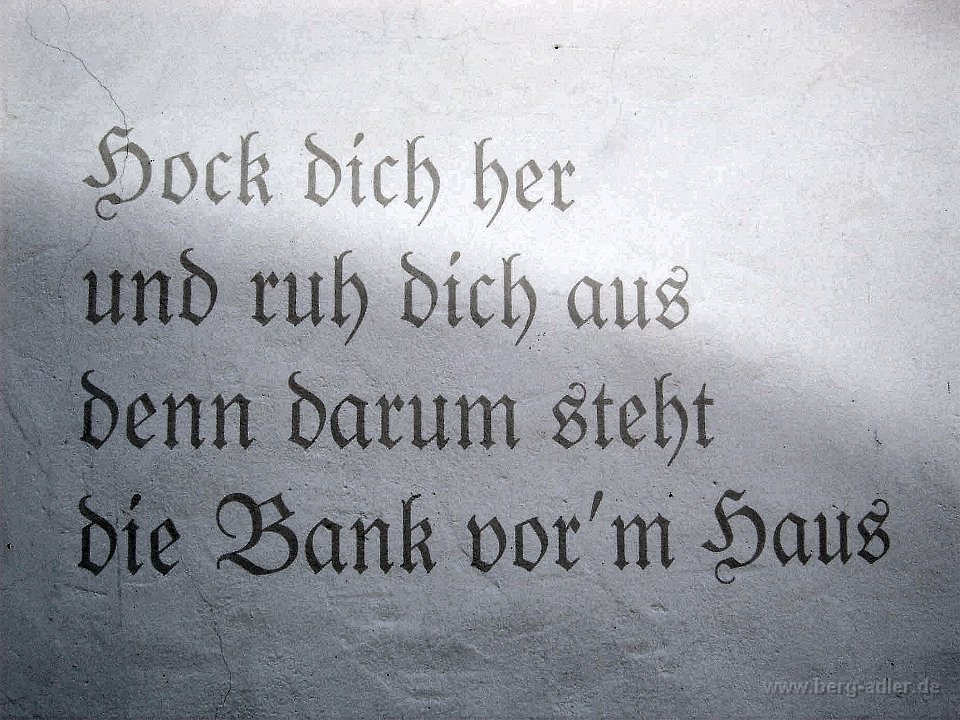 Hock dich her
und ruh dich aus
denn darum steht
die Bank vor'm Haus
www.berg-adler.de